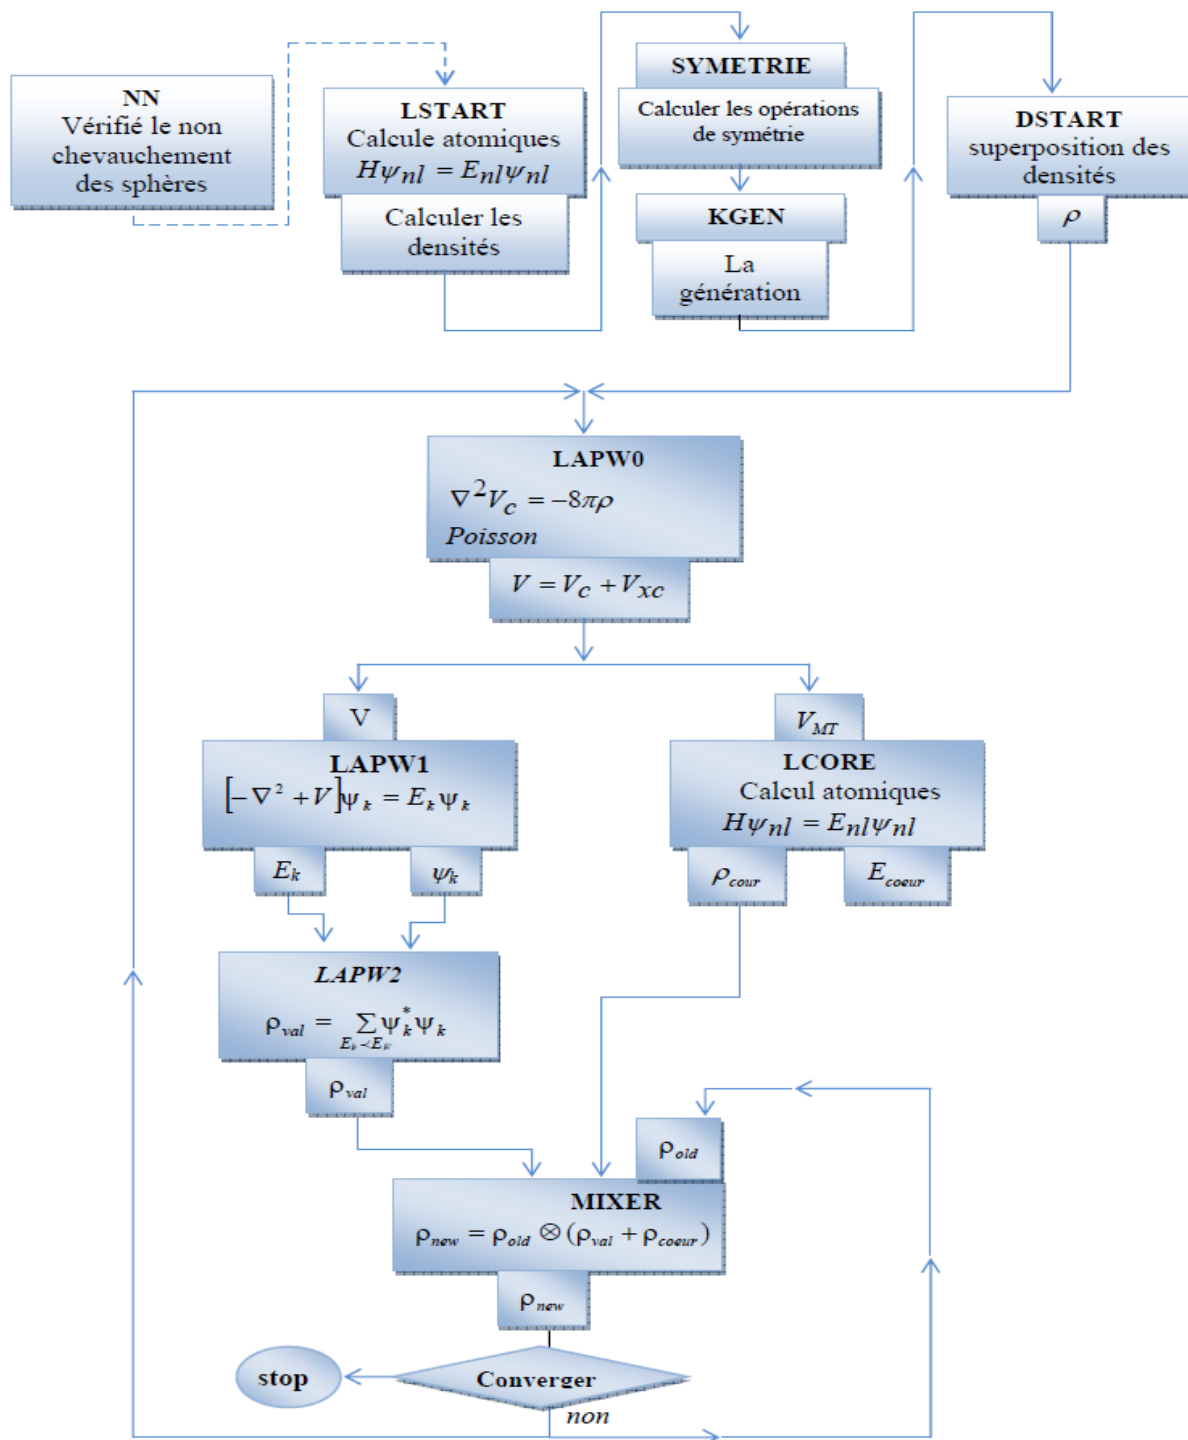 NN
Vérifié le non
chevauchement
des sphères
LSTART
Calcule atomiques
Hψnl = Enlψnl
Calculer les
densités
SYMETRIE
Calculer les opérations
de symétrie
KGEN
La
génération
DSTART
superposition des
densités
ρ
LAPW0
∇²Vc = −8πρ
Poisson
V = Vc + Vxc
V
LAPW1
[−∇² + V]ψk = Ekψk
Ek
ψk
VMT
LCORE
Calcul atomiques
Hψnl = Enlψnl
ρcour
Ecoeur
LAPW2
ρval = Σ ψk*ψk
Ek≺EF
ρval
ρold
MIXER
ρnew = ρold ⊗ (ρval + ρcoeur)
ρnew
stop
Converger
non